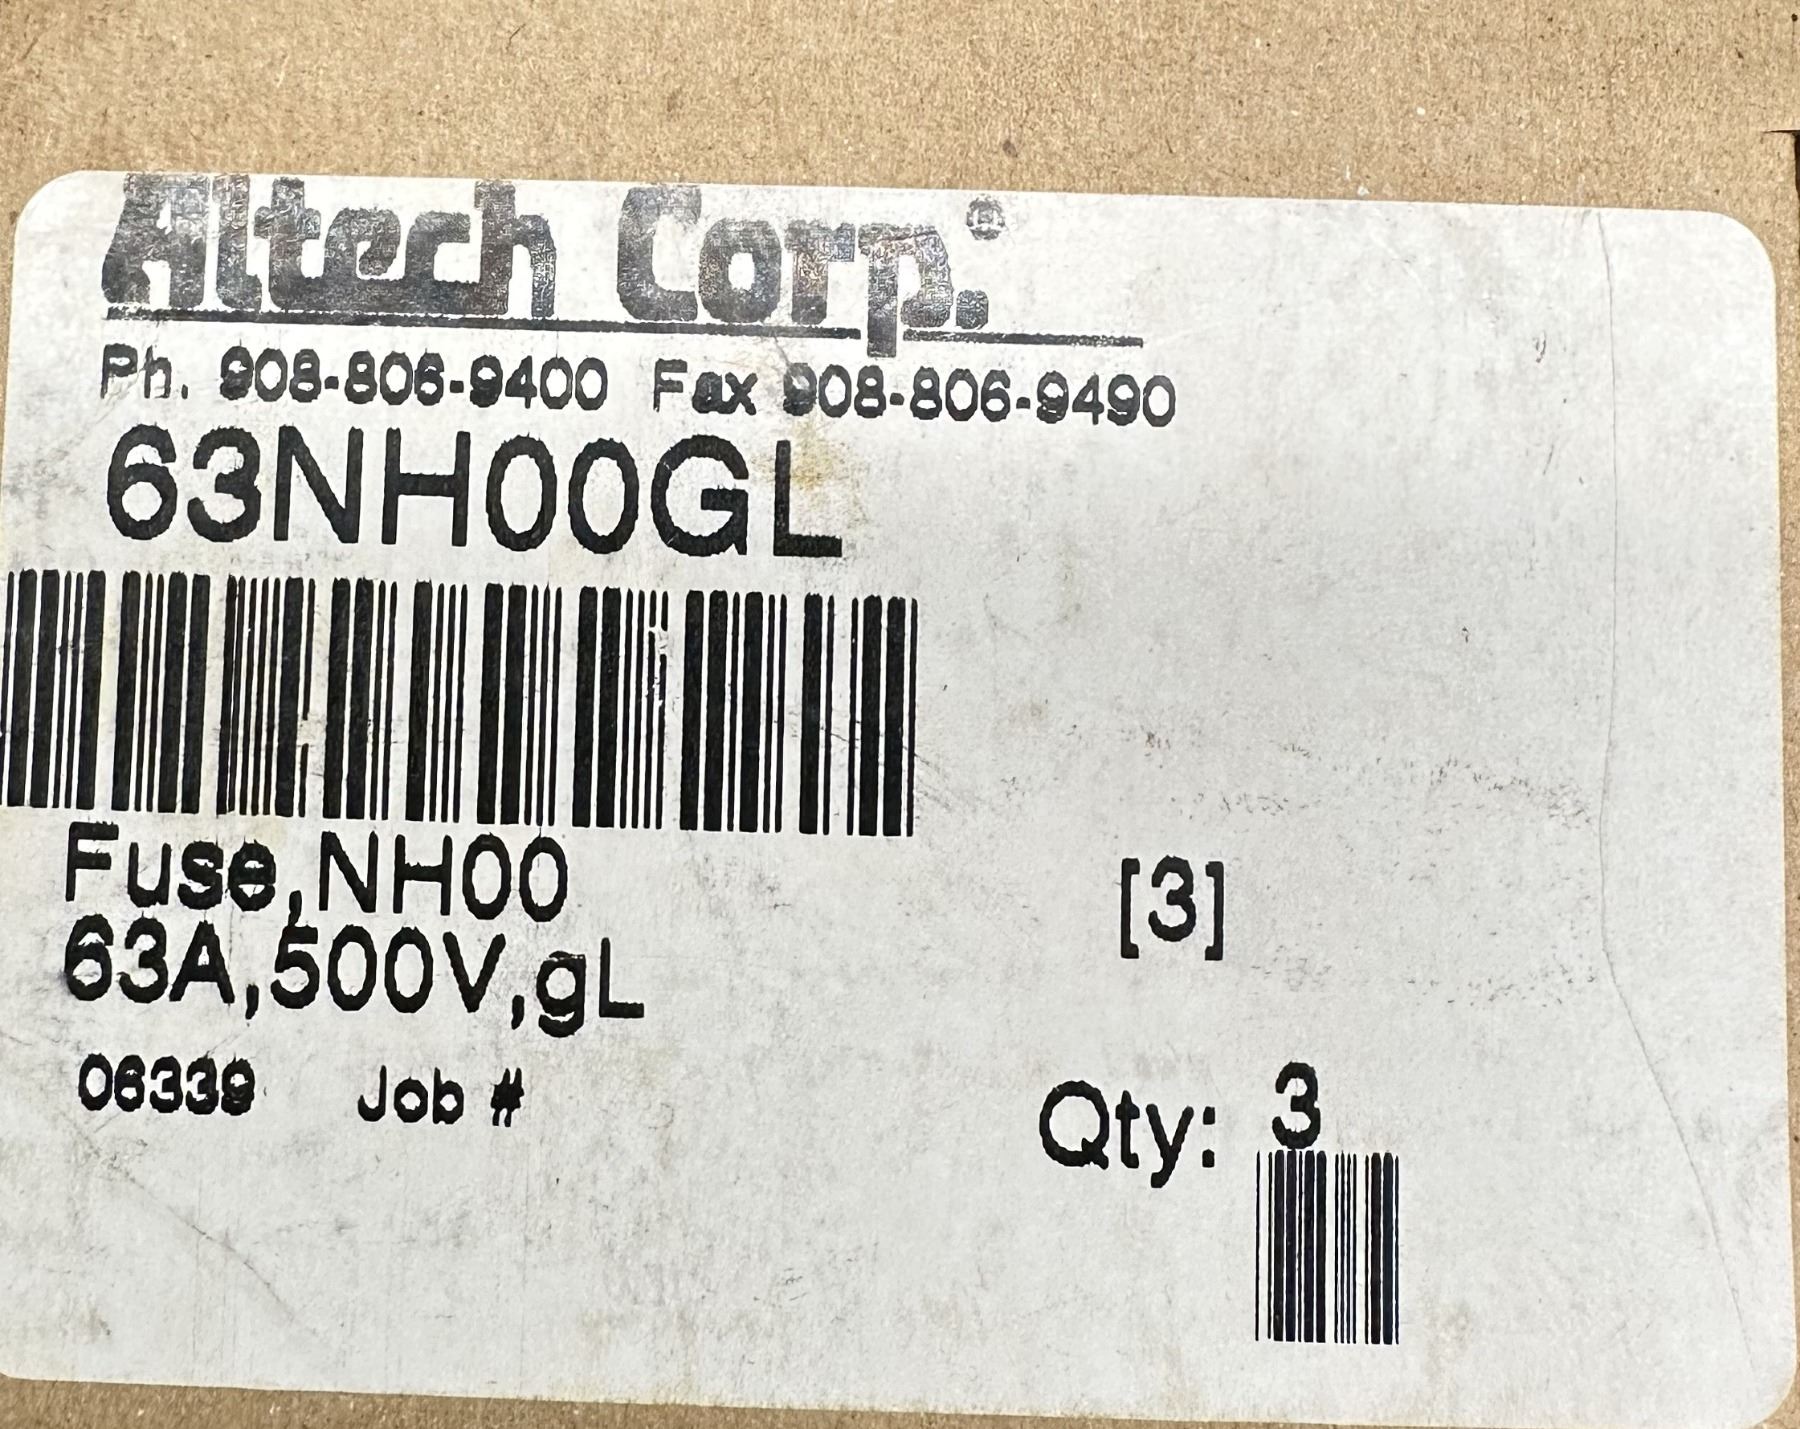 Altech Corp.®
Ph. 908-806-9400 Fax 908-806-9490
63NH00GL
Fuse,NH00
[3]
63A,500V,gL
06339 Job #
Qty: 3